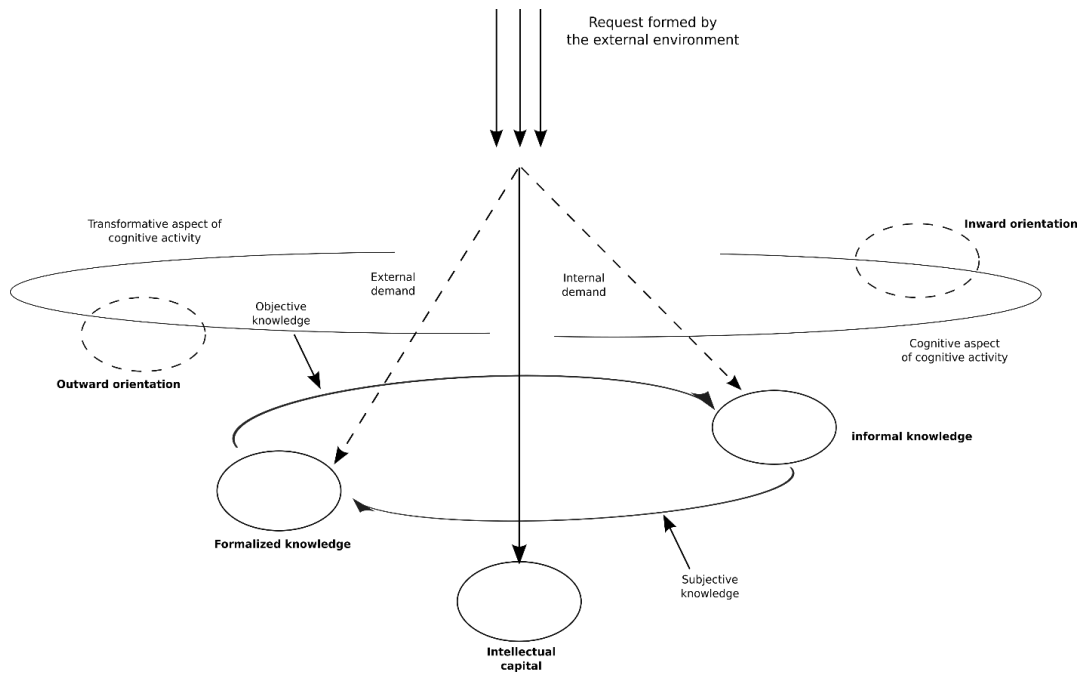 Request formed by
the external environment
Transformative aspect of
cognitive activity
Inward orientation
External
demand
Internal
demand
Objective
knowledge
Cognitive aspect
of cognitive activity
Outward orientation
informal knowledge
Formalized knowledge
Subjective
knowledge
Intellectual
capital